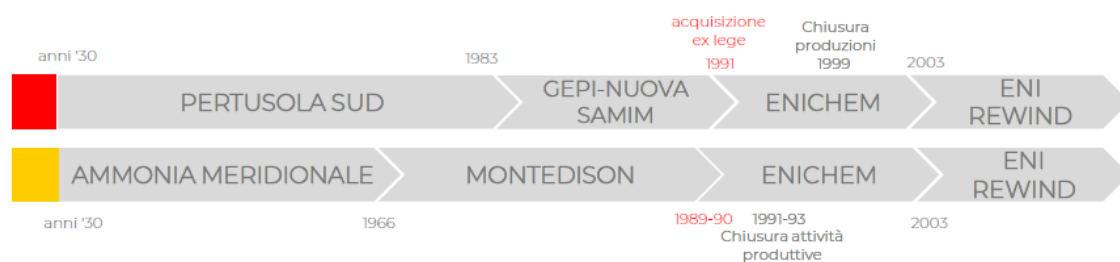 acquisizione
ex lege
1991
Chiusura
produzioni
1999
anni '30
1983
2003
PERTUSOLA SUD
GEPI-NUOVA
SAMIM
ENICHEM
ENI
REWIND
AMMONIA MERIDIONALE
MONTEDISON
ENICHEM
ENI
REWIND
anni '30
1966
1989-90
1991-93
Chiusura attività
produttive
2003